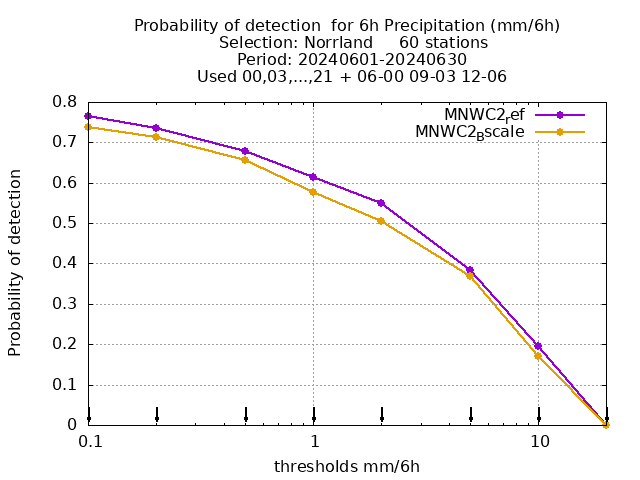 Probability of detection  for 6h Precipitation (mm/6h)
Selection: Norrland     60 stations
Period: 20240601-20240630
Used 00,03,...,21 + 06-00 09-03 12-06
MNWC2_ref
MNWC2_Bscale
Probability of detection
0.8
0.7
0.6
0.5
0.4
0.3
0.2
0.1
0
0.1 1 10
thresholds mm/6h